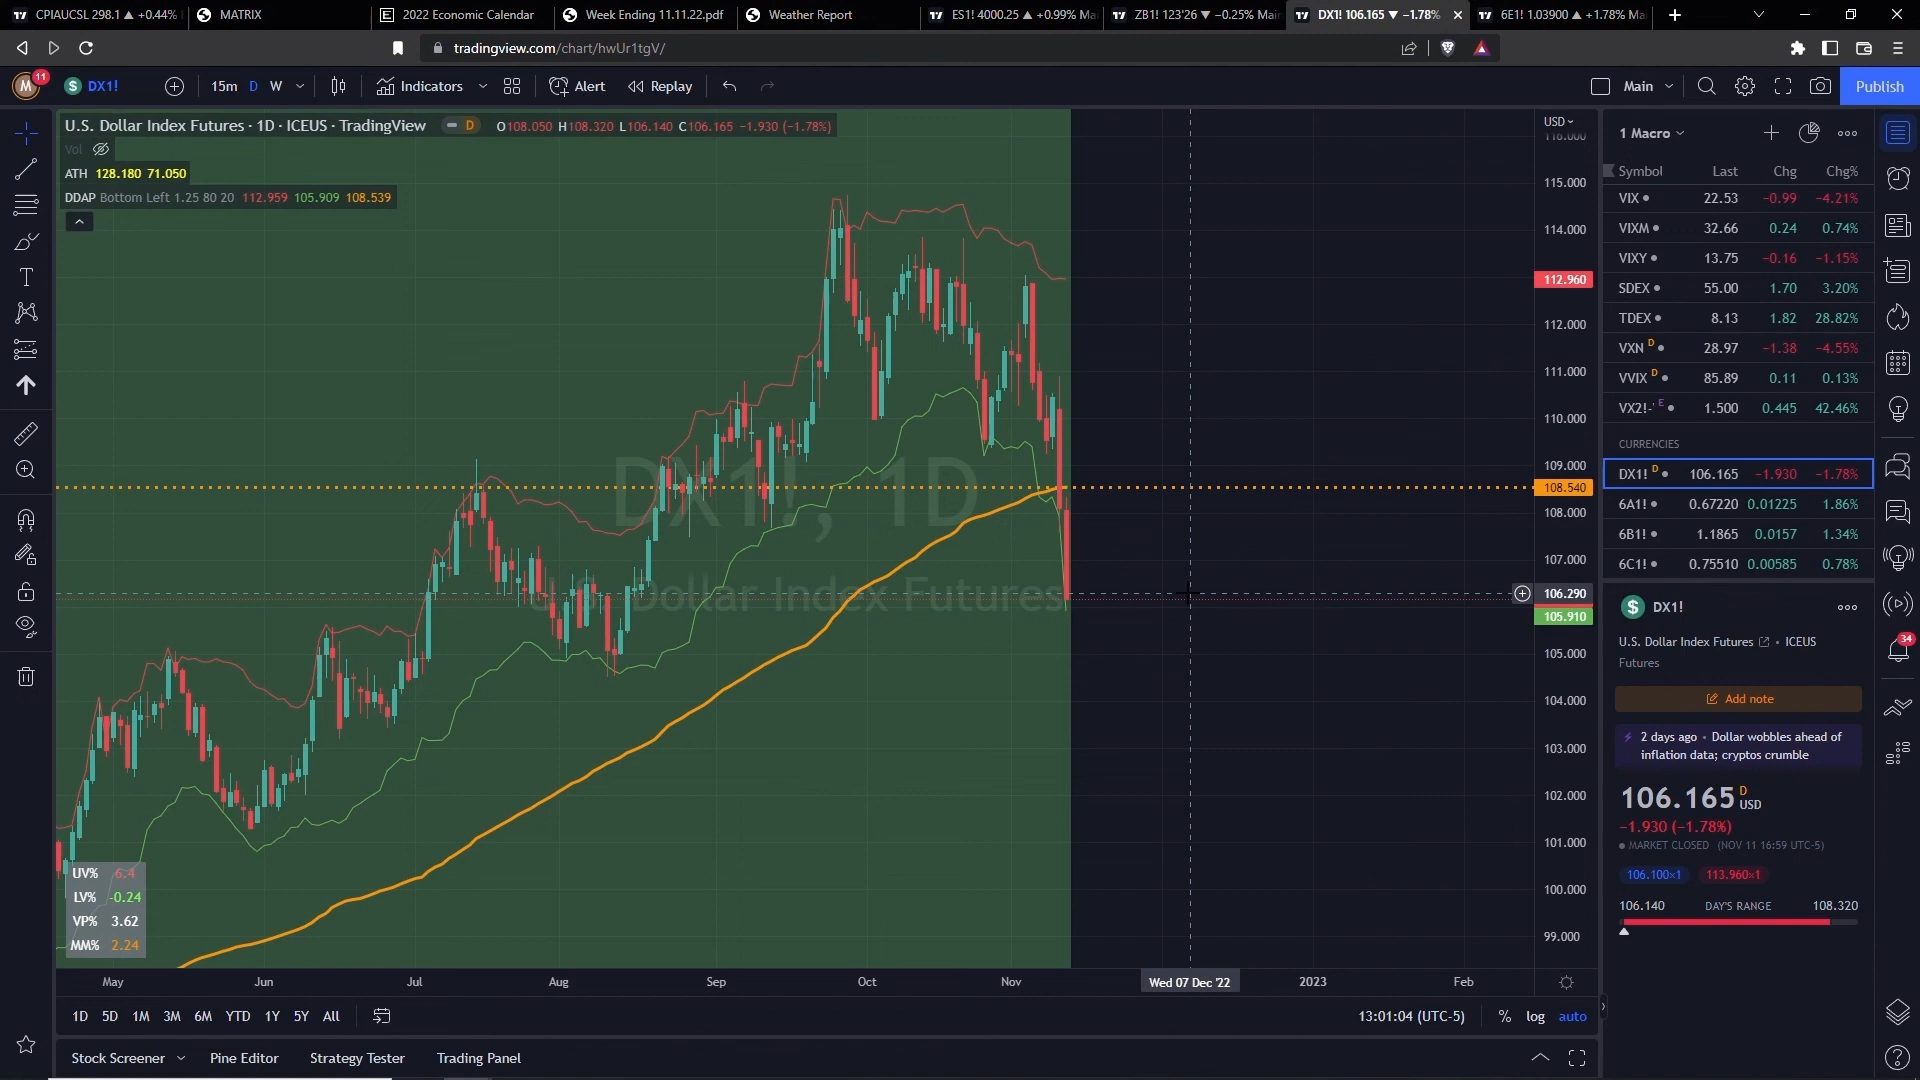 CPIAUCSL 298.1 ▲ +0.44%
MATRIX
2022 Economic Calendar
Week Ending 11.11.22.pdf
Weather Report
ES1! 4000.25 ▲ +0.99% Mai
ZB1! 123'26 ▼ −0.25% Main
DX1! 106.165 ▼ −1.78%
6E1! 1.03900 ▲ +1.78% Ma
tradingview.com/chart/hwUr1tgV/
M 11 DX1! 15m D W Indicators Alert Replay Main Publish
U.S. Dollar Index Futures · 1D · ICEUS · TradingView D O108.050 H108.320 L106.140 C106.165 −1.930 (−1.78%)
Vol
ATH 128.180 71.050
DDAP Bottom Left 1.25 80 20 112.959 105.909 108.539
DX1!, 1D
U.S. Dollar Index Futures
UV% 6.4
LV% -0.24
VP% 3.62
MM% 2.24
USD
116.000
115.000
114.000
112.960
112.000
111.000
110.000
109.000
108.540
108.000
107.000
106.290
105.910
105.000
104.000
103.000
102.000
101.000
100.000
99.000
May Jun Jul Aug Sep Oct Nov Wed 07 Dec '22 2023 Feb
1D 5D 1M 3M 6M YTD 1Y 5Y All 13:01:04 (UTC-5) % log auto
Stock Screener Pine Editor Strategy Tester Trading Panel
1 Macro
Symbol Last Chg Chg%
VIX 22.53 −0.99 −4.21%
VIXM 32.66 0.24 0.74%
VIXY 13.75 −0.16 −1.15%
SDEX 55.00 1.70 3.20%
TDEX 8.13 1.82 28.82%
VXN D 28.97 −1.38 −4.55%
VVIX D 85.89 0.11 0.13%
VX2!-' E 1.500 0.445 42.46%
CURRENCIES
DX1! D 106.165 −1.930 −1.78%
6A1! 0.67220 0.01225 1.86%
6B1! 1.1865 0.0157 1.34%
6C1! 0.75510 0.00585 0.78%
DX1!
U.S. Dollar Index Futures • ICEUS
Futures
Add note
2 days ago • Dollar wobbles ahead of
inflation data; cryptos crumble
106.165 D USD
−1.930 (−1.78%)
MARKET CLOSED (NOV 11 16:59 UTC-5)
106.100×1 113.960×1
106.140 DAY'S RANGE 108.320
34